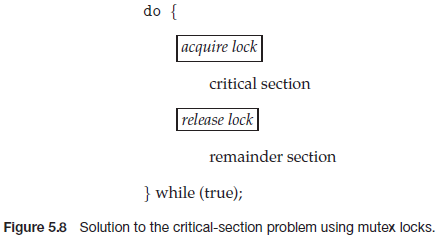 do {
acquire lock
critical section
release lock
remainder section
} while (true);
Figure 5.8 Solution to the critical-section problem using mutex locks.